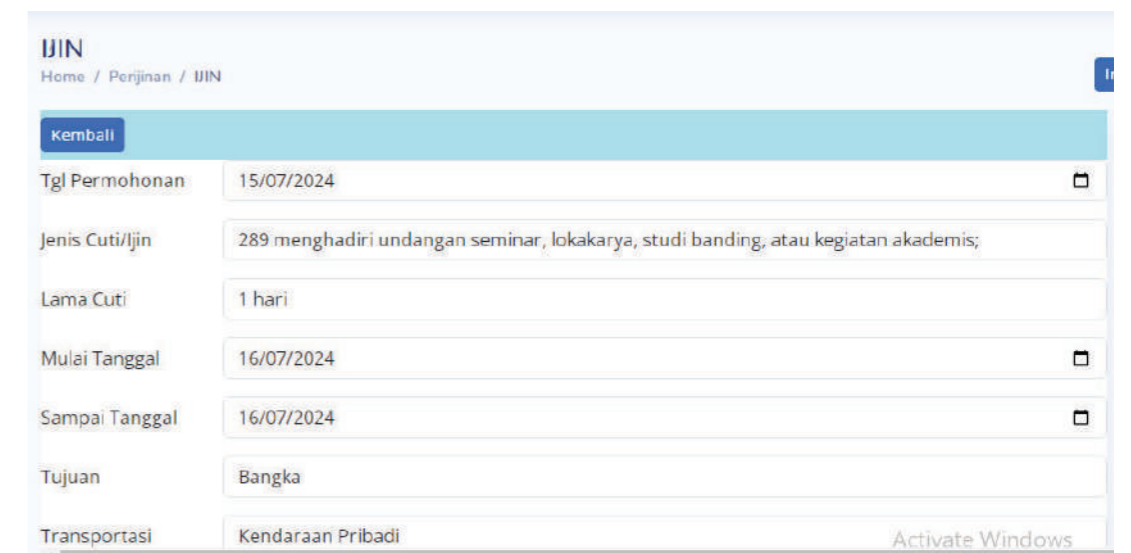 IJIN
Home / Perijinan / IJIN
Kembali
Tgl Permohonan 15/07/2024
Jenis Cuti/Ijin 289 menghadiri undangan seminar, lokakarya, studi banding, atau kegiatan akademis;
Lama Cuti 1 hari
Mulai Tanggal 16/07/2024
Sampai Tanggal 16/07/2024
Tujuan Bangka
Transportasi Kendaraan Pribadi
Activate Windows